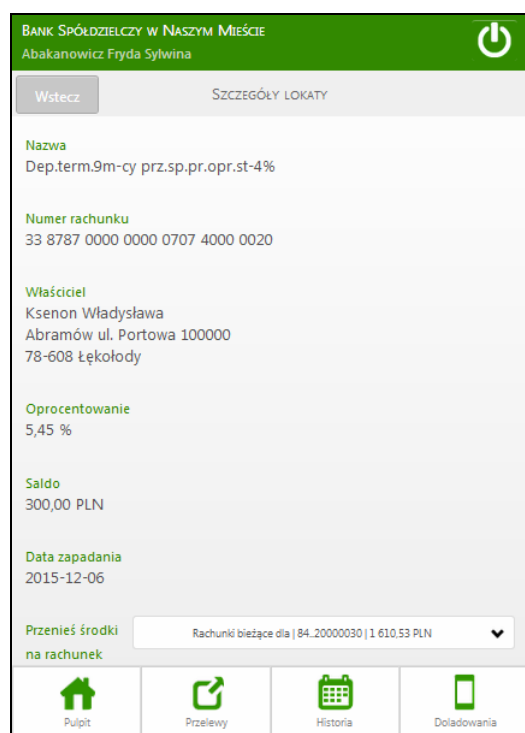 Bank Spółdzielczy w Naszym Mieście
Abakanowicz Fryda Sylwina
Wstecz
Szczegóły lokaty
Nazwa
Dep.term.9m-cy prz.sp.pr.opr.st-4%
Numer rachunku
33 8787 0000 0000 0707 4000 0020
Właściciel
Ksenon Władysława
Abramów ul. Portowa 100000
78-608 Łękołody
Oprocentowanie
5,45 %
Saldo
300,00 PLN
Data zapadania
2015-12-06
Przenieś środki
na rachunek
Rachunki bieżące dla | 84..20000030 | 1 610,53 PLN
Pulpit
Przelewy
Historia
Doladowania